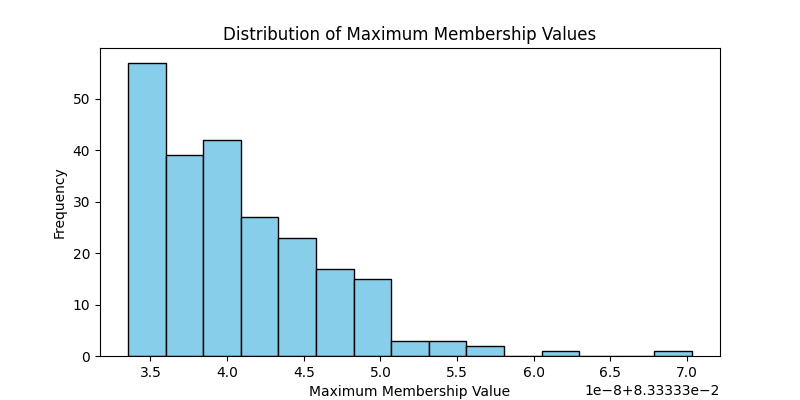 Distribution of Maximum Membership Values
Frequency
50
40
30
20
10
0
3.5 4.0 4.5 5.0 5.5 6.0 6.5 7.0
Maximum Membership Value
1e−8+8.33333e−2